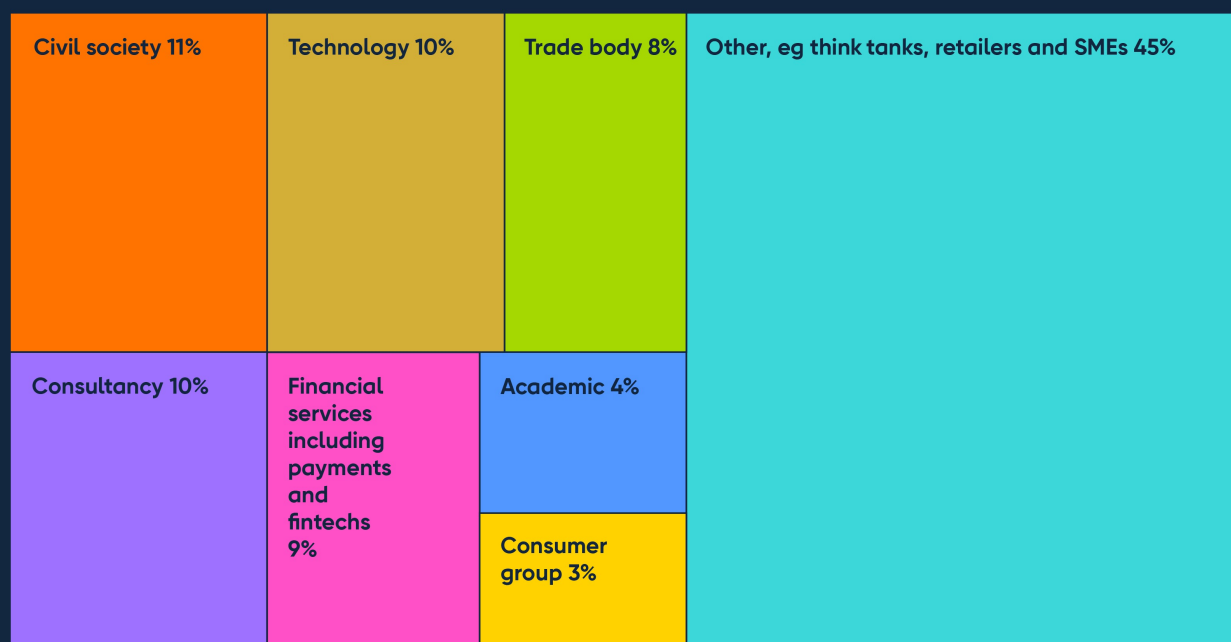 Civil society 11%
Technology 10%
Trade body 8%
Other, eg think tanks, retailers and SMEs 45%
Consultancy 10%
Financial
services
including
payments
and
fintechs
9%
Academic 4%
Consumer
group 3%